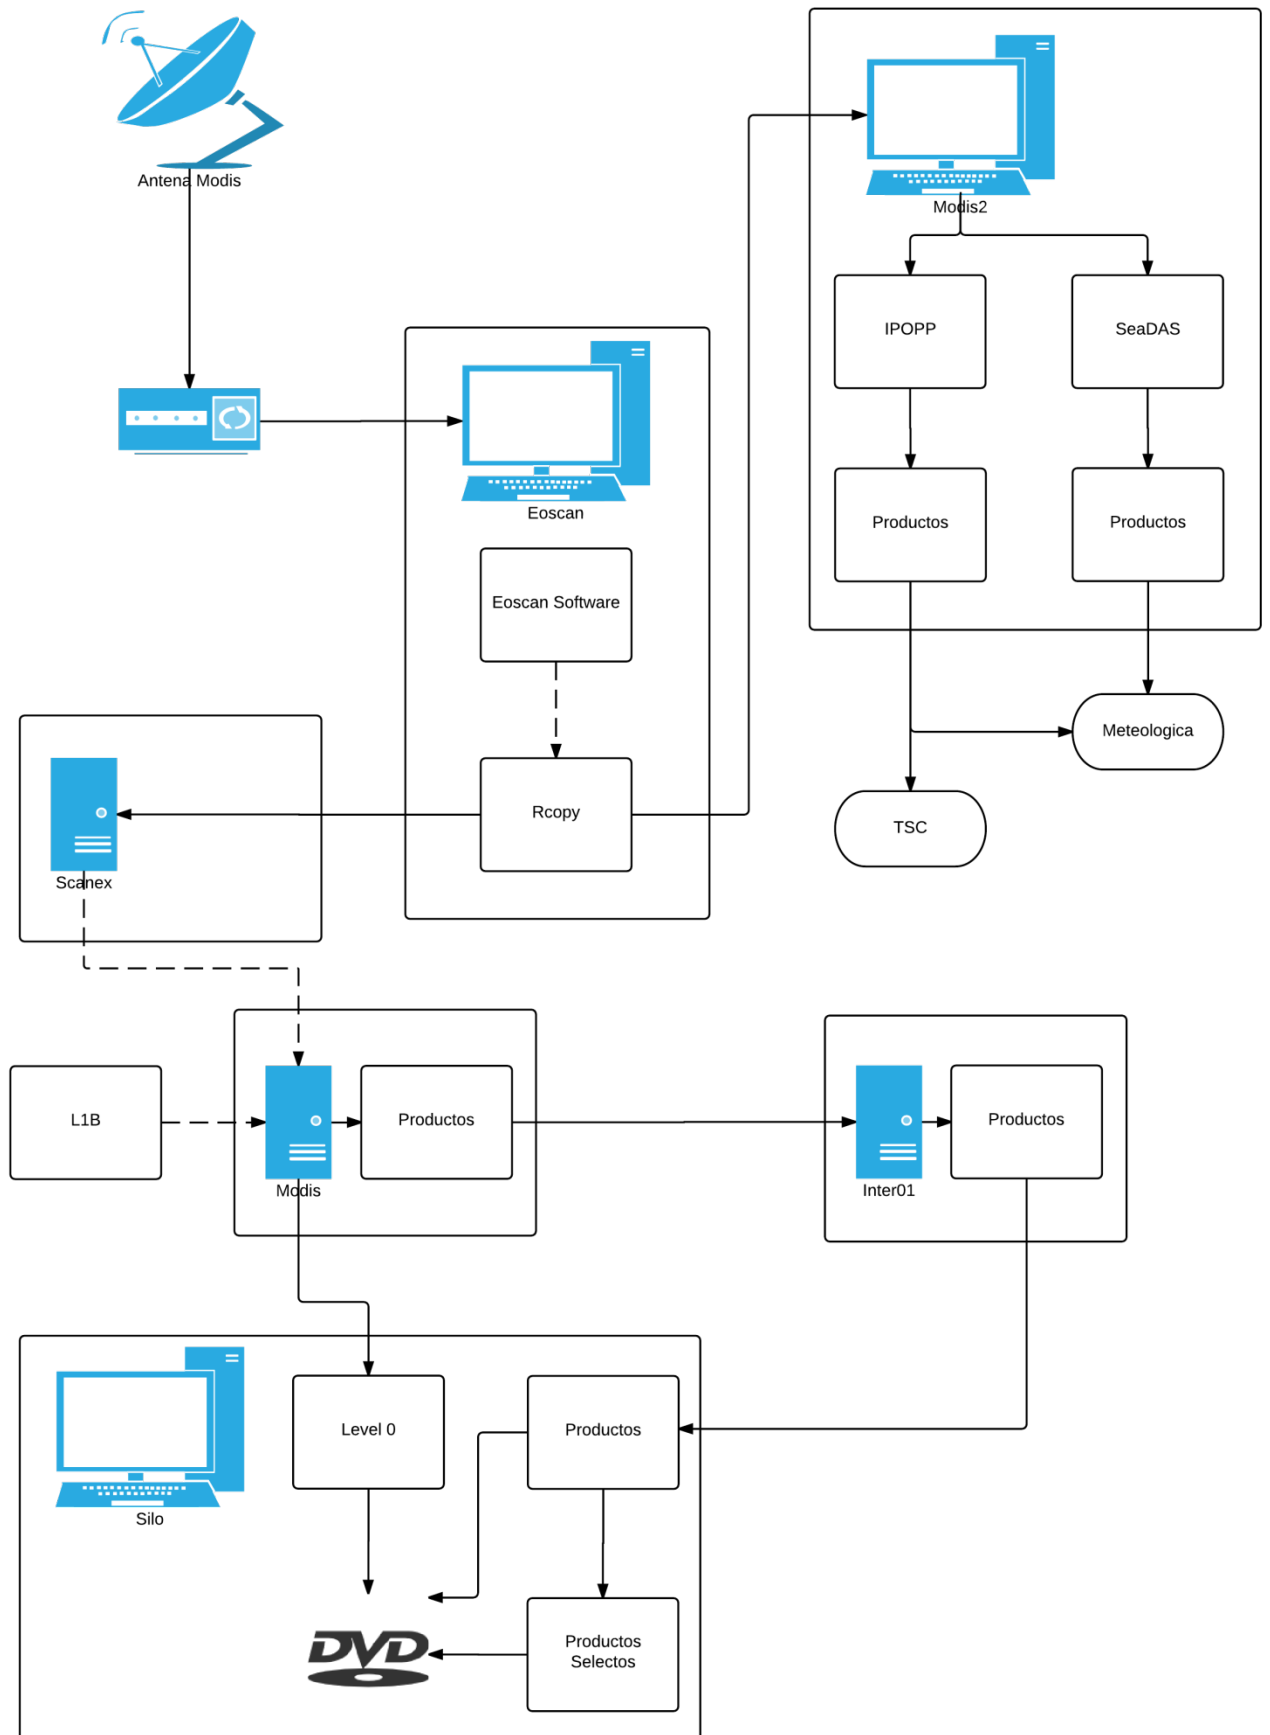 Antena Modis
Modis2
IPOPP
SeaDAS
Eoscan
Productos
Productos
Eoscan Software
Meteologica
Rcopy
TSC
Scanex
L1B
Productos
Productos
Modis
Inter01
Level 0
Productos
Silo
Productos
Selectos
DVD